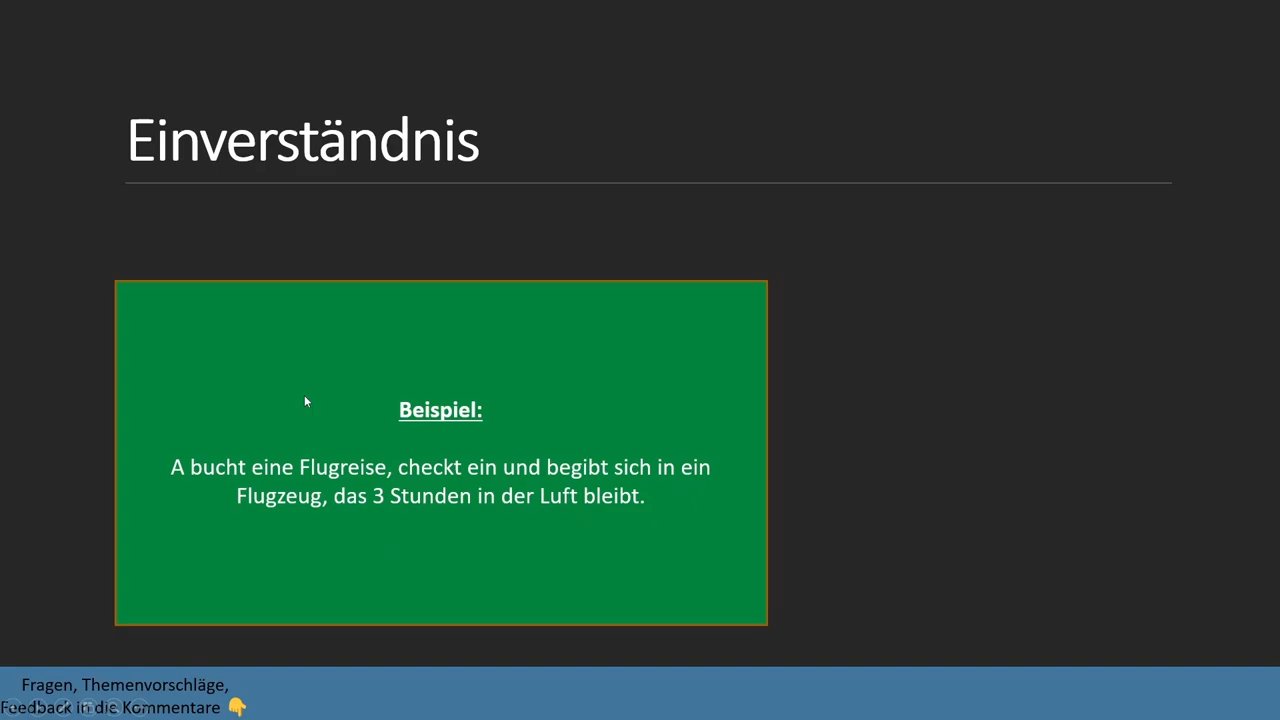 Einverständnis
Beispiel:
A bucht eine Flugreise, checkt ein und begibt sich in ein
Flugzeug, das 3 Stunden in der Luft bleibt.
Fragen, Themenvorschläge,
Feedback in die Kommentare 👇